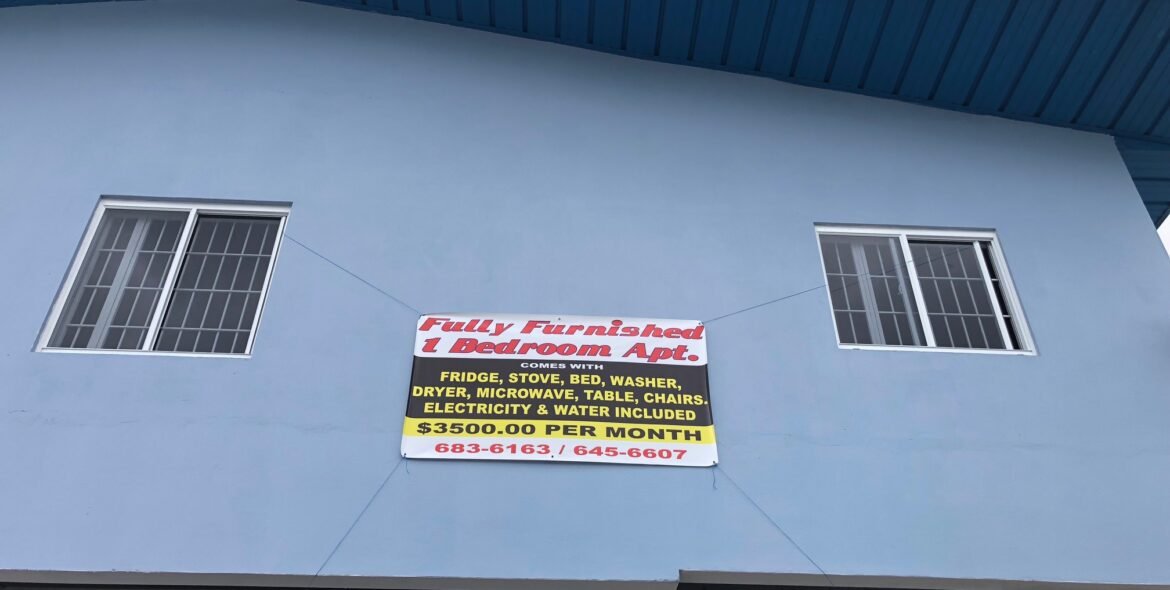 Fully Furnished
1 Bedroom Apt.
COMES WITH
FRIDGE, STOVE, BED, WASHER,
DRYER, MICROWAVE, TABLE, CHAIRS.
ELECTRICITY & WATER INCLUDED
$3500.00 PER MONTH
683-6163 / 645-6607